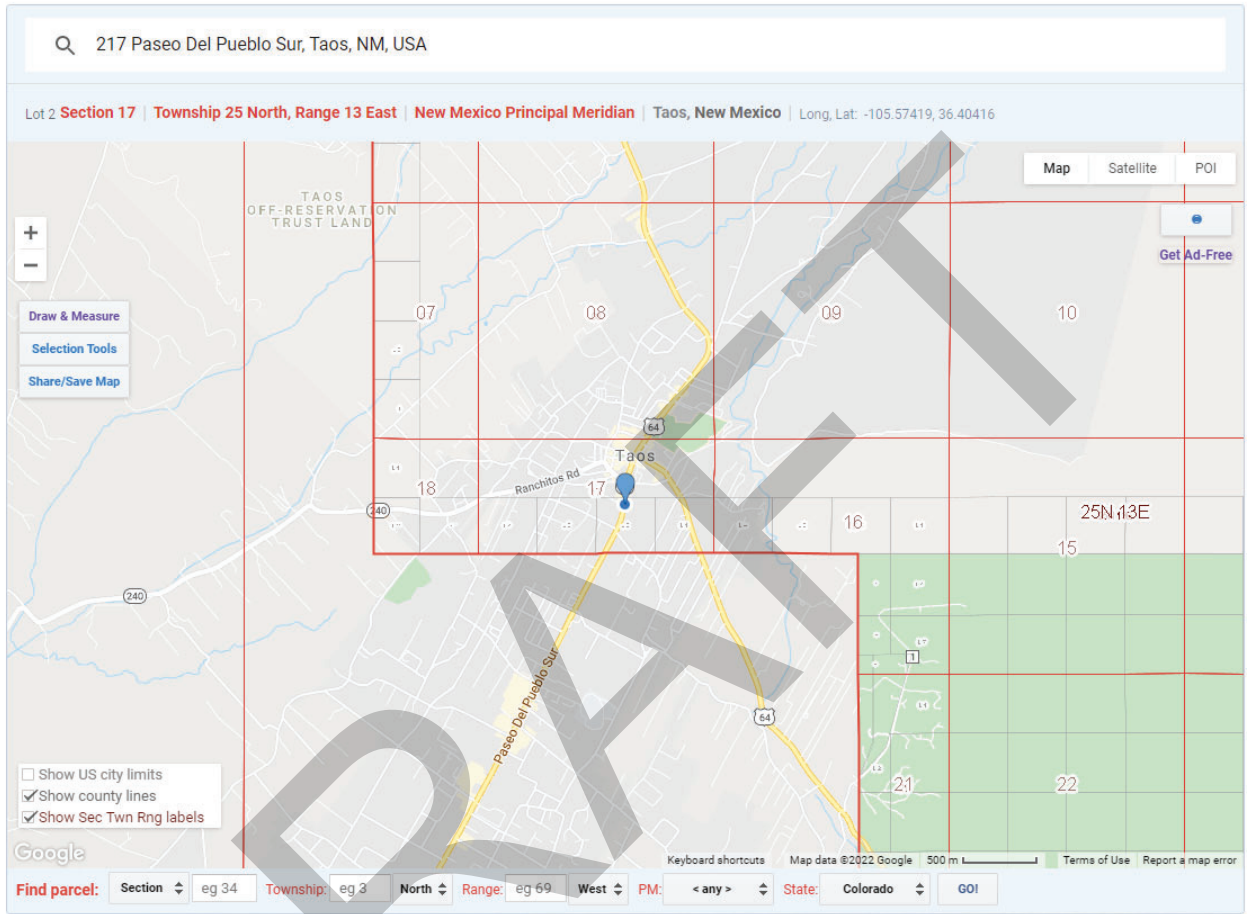 217 Paseo Del Pueblo Sur, Taos, NM, USA
Lot 2 Section 17 | Township 25 North, Range 13 East | New Mexico Principal Meridian | Taos, New Mexico | Long, Lat: -105.57419, 36.40416
Map Satellite POI
TAOS
OFF-RESERVATION
TRUST LAND
+
−
Get Ad-Free
Draw & Measure
Selection Tools
Share/Save Map
07
08
09
10
64
Taos
Ranchitos Rd
18
17
16
240
25N 13E
15
240
1
Paseo Del Pueblo Sur
64
21
22
Show US city limits
Show county lines
Show Sec Twn Rng labels
Google
Keyboard shortcuts Map data ©2022 Google 500 m Terms of Use Report a map error
Find parcel: Section eg 34 Township: eg 3 North Range: eg 69 West PM: < any > State: Colorado GO!
DRAFT